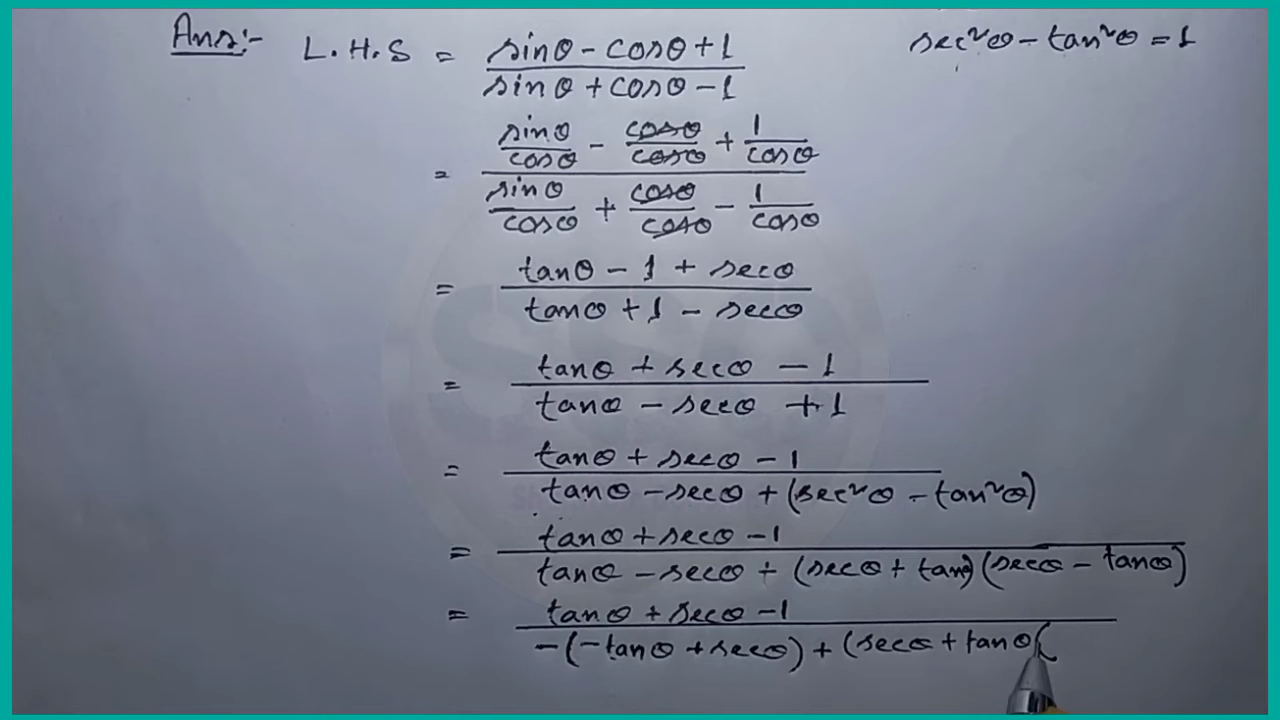 Ans:- L.H.S = sinθ - cosθ + 1 / sinθ + cosθ - 1 sec²θ - tan²θ = 1
= sinθ/cosθ - cosθ/cosθ + 1/cosθ / sinθ/cosθ + cosθ/cosθ - 1/cosθ
= tanθ - 1 + secθ / tanθ + 1 - secθ
= tanθ + secθ - 1 / tanθ - secθ + 1
= tanθ + secθ - 1 / tanθ - secθ + (sec²θ - tan²θ)
= tanθ + secθ - 1 / tanθ - secθ + (secθ + tanθ)(secθ - tanθ)
= tanθ + secθ - 1 / -(-tanθ + secθ) + (secθ + tanθ)(